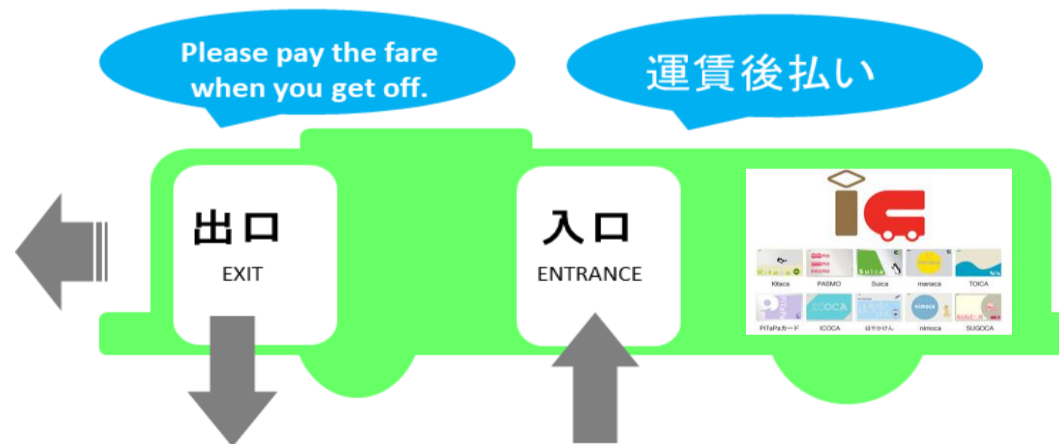 Please pay the fare
when you get off.
運賃後払い
出口
EXIT
入口
ENTRANCE
IC
Kitaca
PASMO
Suica
manaca
TOICA
PiTaPaカード
ICOCA
はやかけん
nimoca
SUGOCA